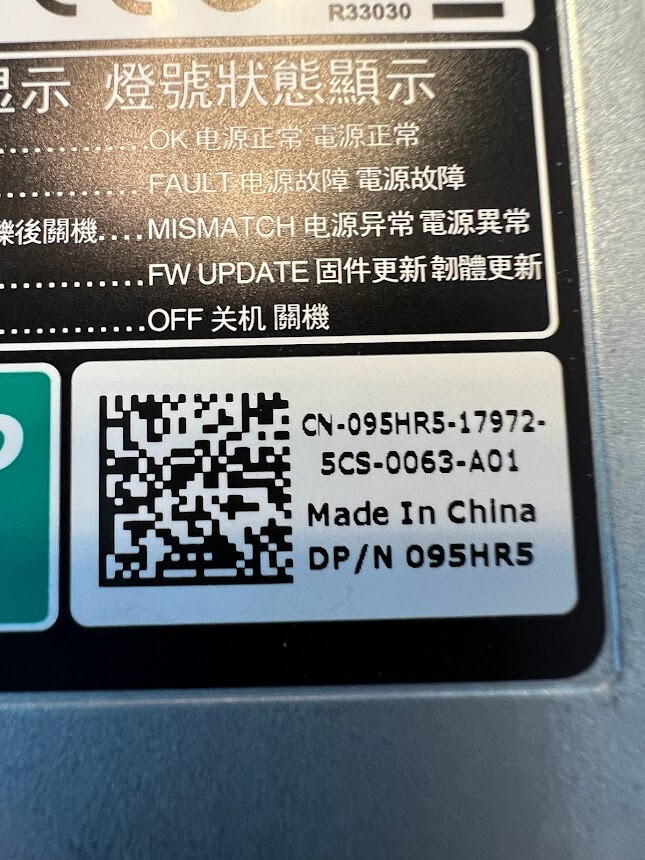 R33030
示 燈號狀態顯示
OK 电源正常 電源正常
FAULT 电源故障 電源故障
後關機....MISMATCH 电源异常 電源異常
FW UPDATE 固件更新 韌體更新
OFF 关机 關機
CN-095HR5-17972-
5CS-0063-A01
Made In China
DP/N 095HR5